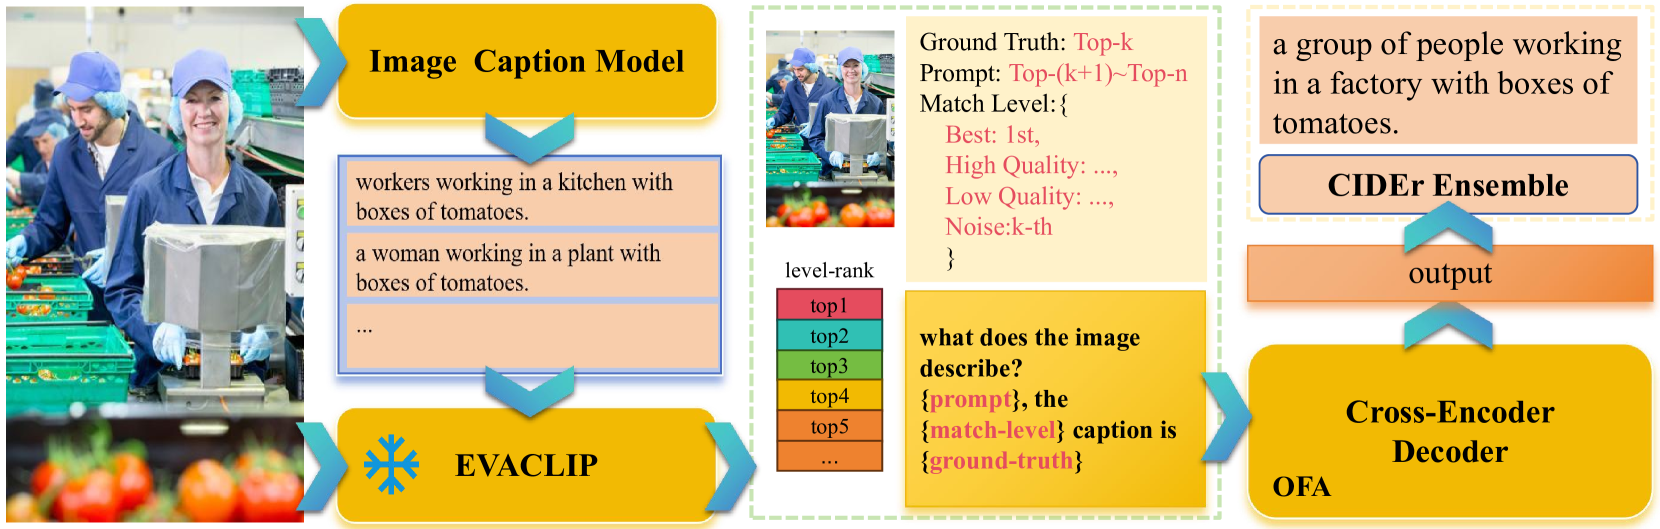 Image Caption Model
workers working in a kitchen with
boxes of tomatoes.
a woman working in a plant with
boxes of tomatoes.
...
EVACLIP
Ground Truth: Top-k
Prompt: Top-(k+1)~Top-n
Match Level:{
Best: 1st,
High Quality: ...,
Low Quality: ...,
Noise:k-th
}
level-rank
top1
top2
top3
top4
top5
...
what does the image
describe?
{prompt}, the
{match-level} caption is
{ground-truth}
a group of people working
in a factory with boxes of
tomatoes.
CIDEr Ensemble
output
Cross-Encoder
Decoder
OFA